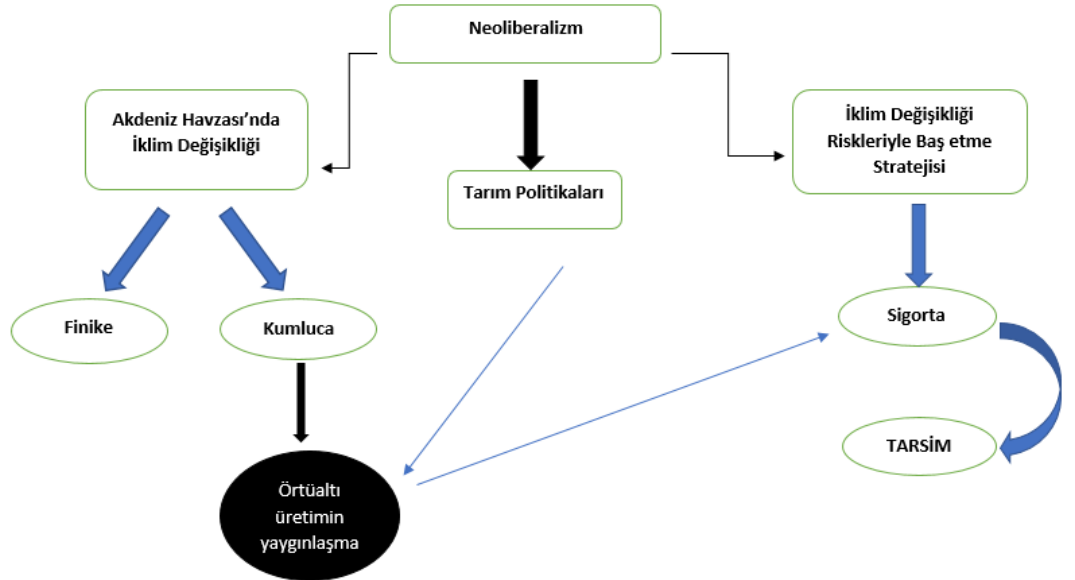 Neoliberalizm
Akdeniz Havzası’nda
İklim Değişikliği
İklim Değişikliği
Riskleriyle Baş etme
Stratejisi
Tarım Politikaları
Finike
Kumluca
Sigorta
TARSİM
Örtüaltı
üretimin
yaygınlaşma